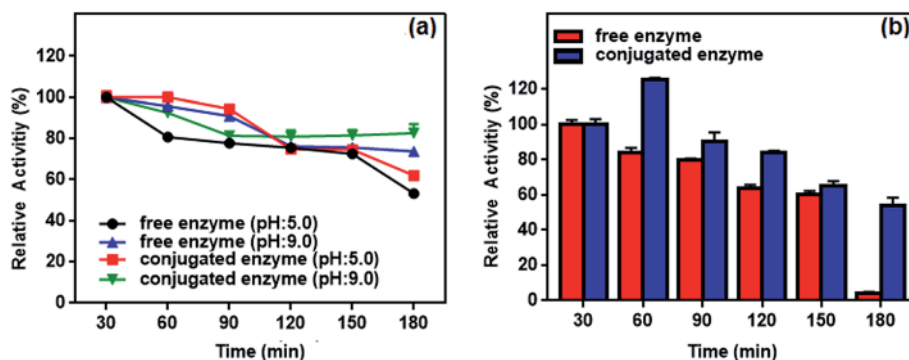 (a)
Relative Activitiy (%)
120
100
80
60
40
20
0
free enzyme (pH:5.0)
free enzyme (pH:9.0)
conjugated enzyme (pH:5.0)
conjugated enzyme (pH:9.0)
30 60 90 120 150 180
Time (min)
(b)
free enzyme
conjugated enzyme
Relative Activitiy (%)
120
100
80
60
40
20
0
30 60 90 120 150 180
Time (min)